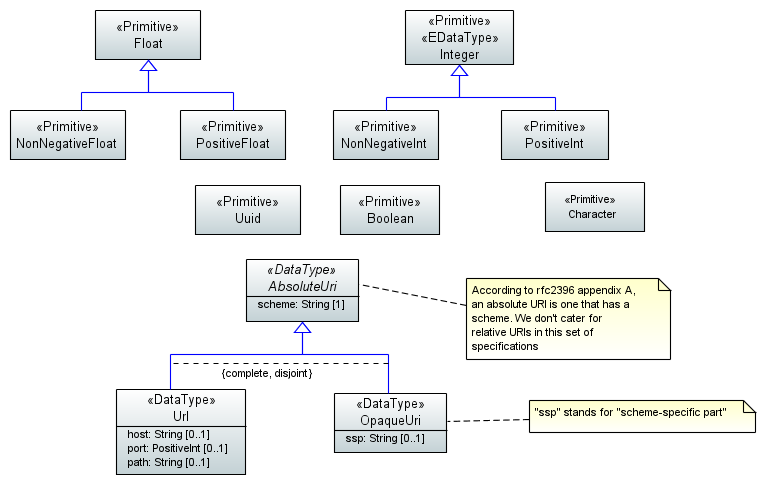 «Primitive»
Float
«Primitive»
«EDataType»
Integer
«Primitive»
NonNegativeFloat
«Primitive»
PositiveFloat
«Primitive»
NonNegativeInt
«Primitive»
PositiveInt
«Primitive»
Uuid
«Primitive»
Boolean
«Primitive»
Character
«DataType»
AbsoluteUri
scheme: String [1]
According to rfc2396 appendix A,
an absolute URI is one that has a
scheme. We don't cater for
relative URIs in this set of
specifications
{complete, disjoint}
«DataType»
Url
host: String [0..1]
port: PositiveInt [0..1]
path: String [0..1]
«DataType»
OpaqueUri
ssp: String [0..1]
"ssp" stands for "scheme-specific part"